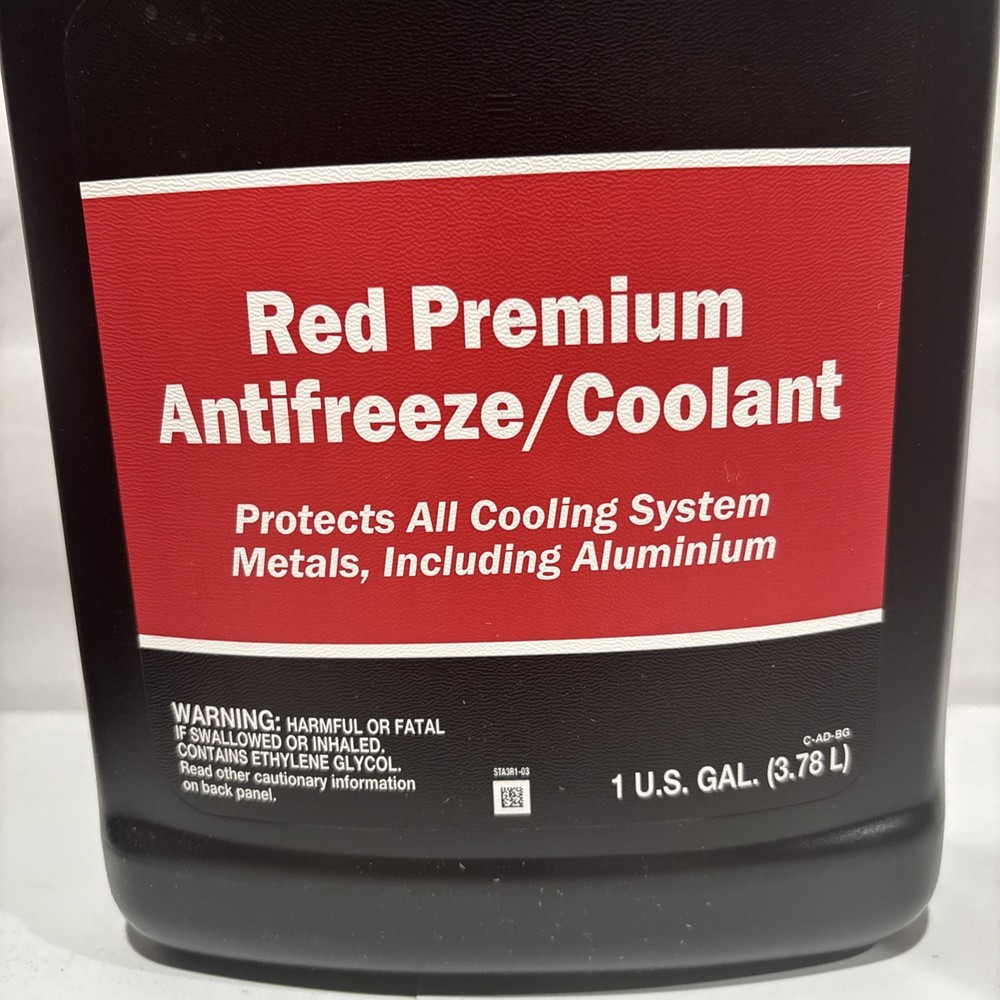 Red Premium
Antifreeze/Coolant
Protects All Cooling System
Metals, Including Aluminium
WARNING: HARMFUL OR FATAL
IF SWALLOWED OR INHALED.
CONTAINS ETHYLENE GLYCOL.
Read other cautionary information
on back panel.
STA3R1-03
C-AD-BG
1 U.S. GAL. (3.78 L)